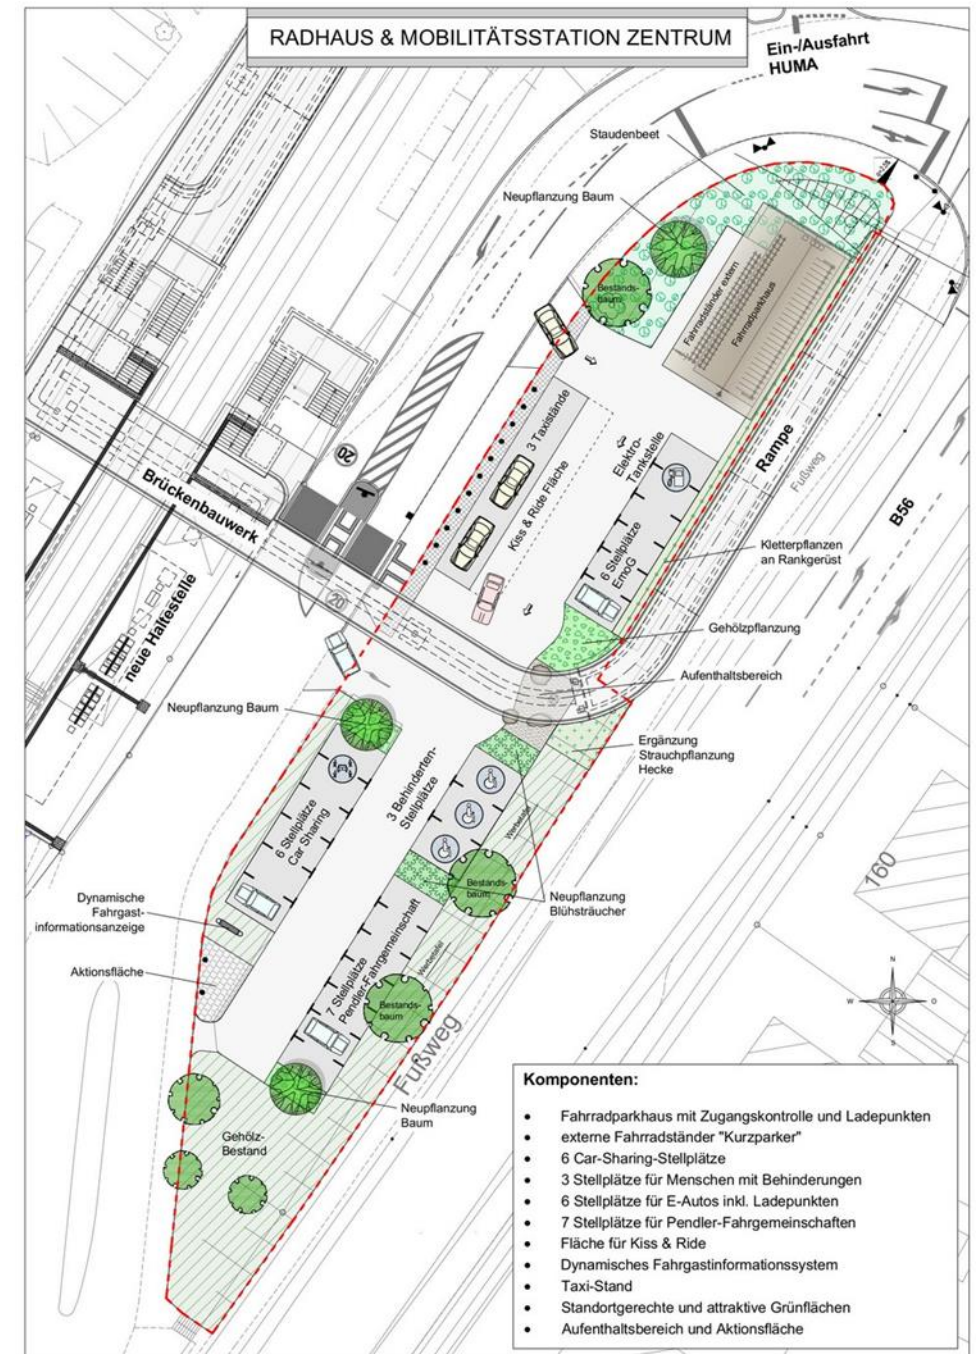 RADHAUS & MOBILITÄTSSTATION ZENTRUM
Ein-/Ausfahrt
HUMA
Staudenbeet
Neupflanzung Baum
Bestands-
baum
Fahrradständer extern
Fahrradparkhaus
3 Taxistände
Kiss & Ride Fläche
Elektro-
Tankstelle
6 Stellplätze
EmoG
Rampe
Fußweg
B56
20
Brückenbauwerk
20
neue Haltestelle
Kletterpflanzen
an Rankgerüst
Gehölzpflanzung
Aufenthaltsbereich
Neupflanzung Baum
Ergänzung
Strauchpflanzung
Hecke
3 Behinderten-
Stellplätze
6 Stellplätze
Car Sharing
Werbetafel
160
Bestands-
baum
Neupflanzung
Blühsträucher
Dynamische
Fahrgast-
informationsanzeige
Aktionsfläche
7 Stellplätze
Pendler-Fahrgemeinschaft
Werbetafel
Bestands-
baum
Fußweg
N
W
O
S
Neupflanzung
Baum
Gehölz-
Bestand
Komponenten:
• Fahrradparkhaus mit Zugangskontrolle und Ladepunkten
• externe Fahrradständer "Kurzparker"
• 6 Car-Sharing-Stellplätze
• 3 Stellplätze für Menschen mit Behinderungen
• 6 Stellplätze für E-Autos inkl. Ladepunkten
• 7 Stellplätze für Pendler-Fahrgemeinschaften
• Fläche für Kiss & Ride
• Dynamisches Fahrgastinformationssystem
• Taxi-Stand
• Standortgerechte und attraktive Grünflächen
• Aufenthaltsbereich und Aktionsfläche